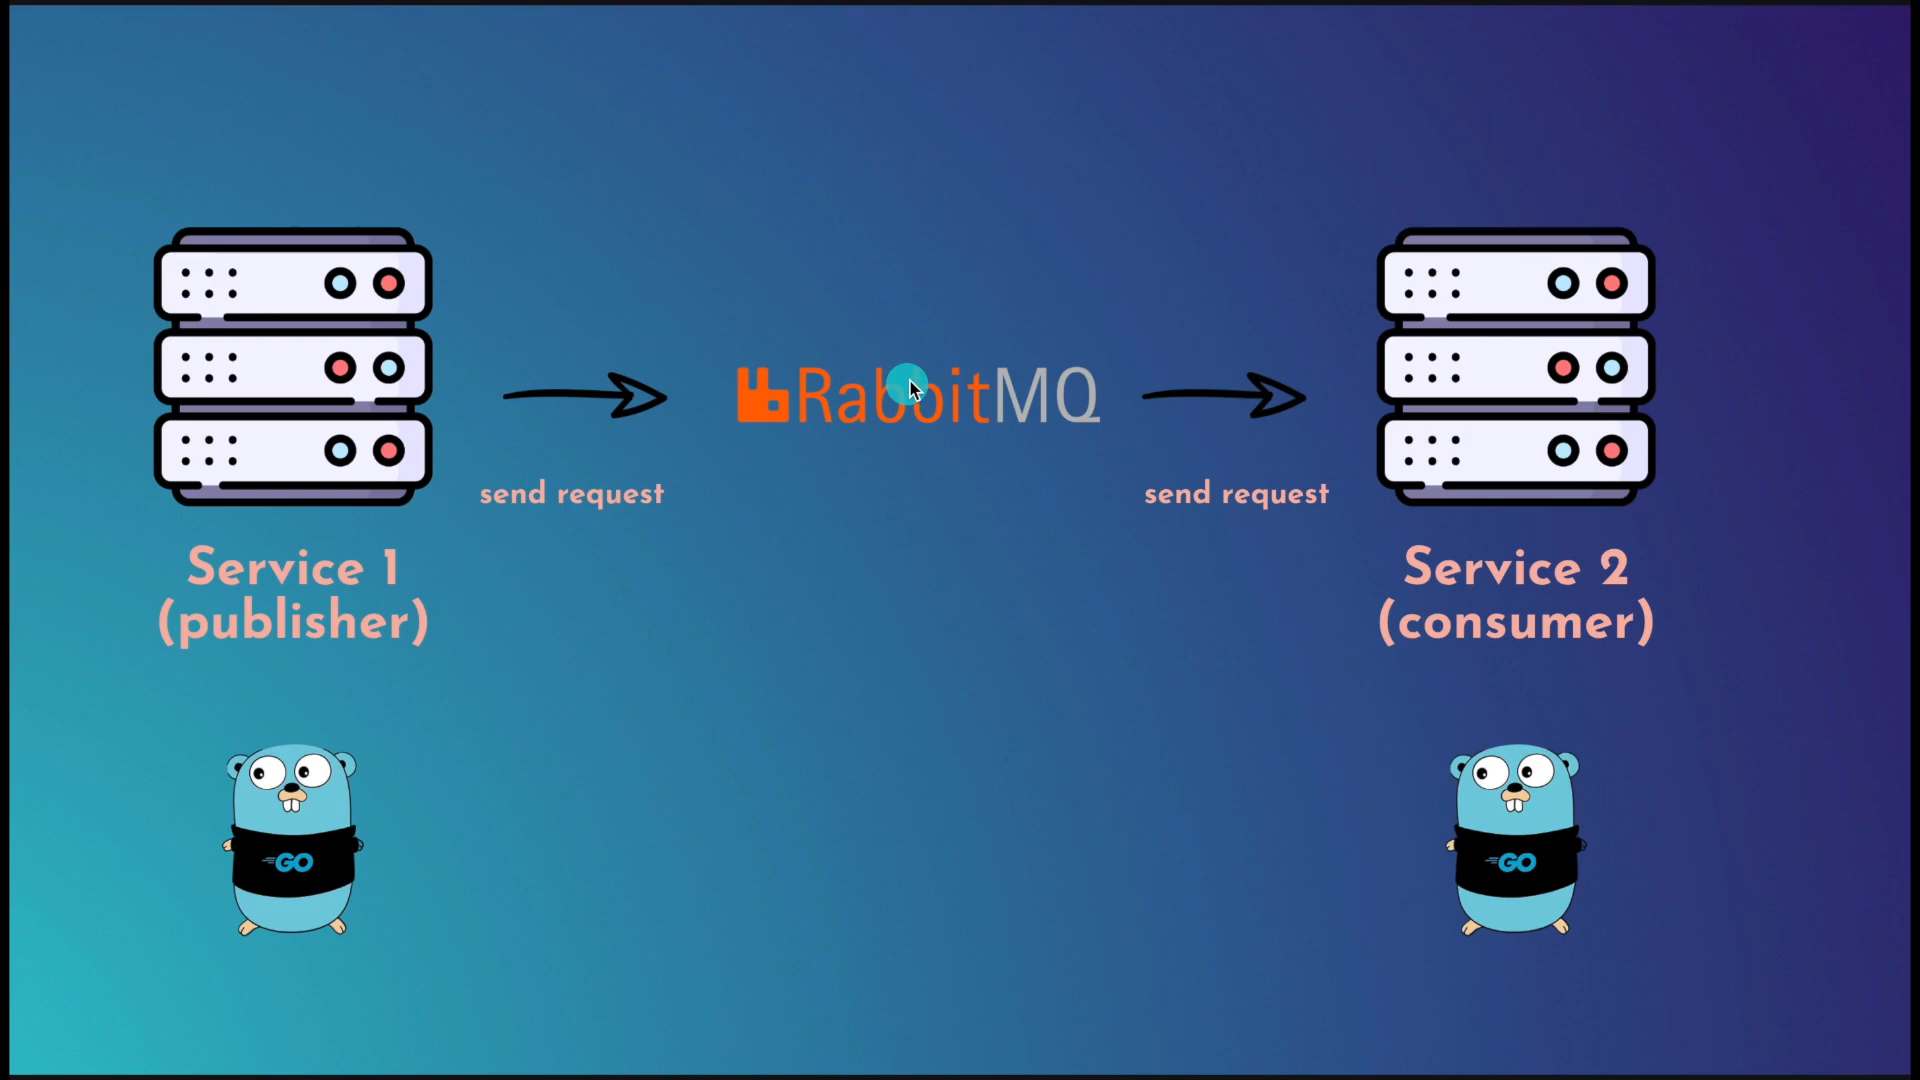 RabbitMQ
send request
send request
Service 1
(publisher)
Service 2
(consumer)
GO
GO